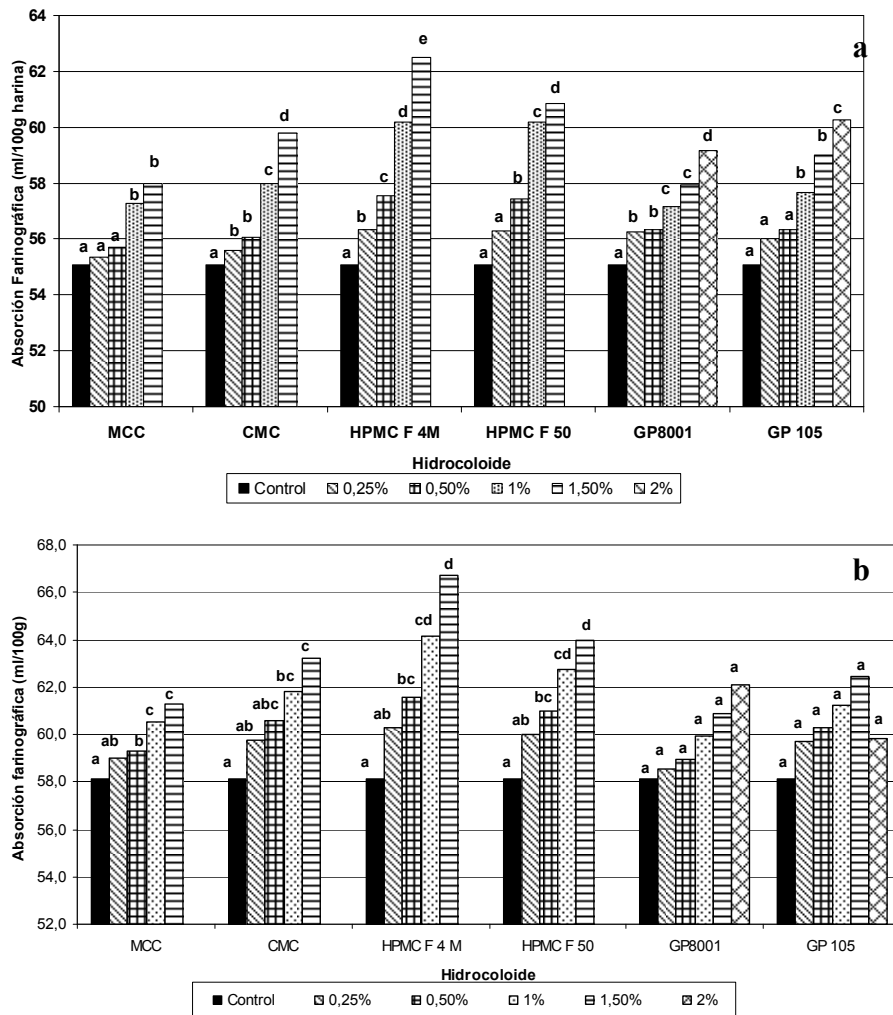 64
a
e
62
d
d
c
c
d
60
d
c
b
b
c
c
b
58
b
b
c
b
b
b
b
b
a
a
a
56
a
a
a
a
a
a
a
a
54
52
50
Absorción Farinográfica (ml/100g harina)
MCC CMC HPMC F 4M HPMC F 50 GP8001 GP 105
Hidrocoloide
Control 0,25% 0,50% 1% 1,50% 2%
68,0
b
d
66,0
cd
d
64,0
c
cd
a
a
bc
bc
62,0
c
c
abc
bc
a
a
ab
ab
ab
a
a
a
60,0
ab
b
a
a
a
a
a
a
a
a
a
58,0
56,0
54,0
52,0
Absorción farinográfica (ml/100g)
MCC CMC HPMC F 4 M HPMC F 50 GP8001 GP 105
Hidrocoloide
Control 0,25% 0,50% 1% 1,50% 2%